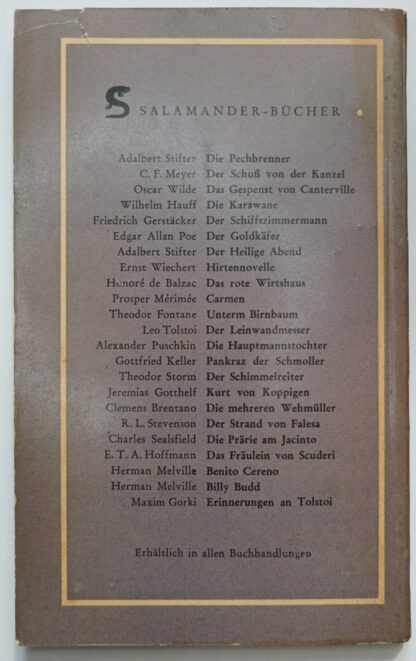 SALAMANDER-BÜCHER
Adalbert Stifter Die Pechbrenner
C. F. Meyer Der Schuß von der Kanzel
Oscar Wilde Das Gespenst von Canterville
Wilhelm Hauff Die Karawane
Friedrich Gerstäcker Der Schiffszimmermann
Edgar Allan Poe Der Goldkäfer
Adalbert Stifter Der Heilige Abend
Ernst Wiechert Hirtennovelle
Honoré de Balzac Das rote Wirtshaus
Prosper Mérimée Carmen
Theodor Fontane Unterm Birnbaum
Leo Tolstoi Der Leinwandmesser
Alexander Puschkin Die Hauptmannstochter
Gottfried Keller Pankraz der Schmoller
Theodor Storm Der Schimmelreiter
Jeremias Gotthelf Kurt von Koppigen
Clemens Brentano Die mehreren Wehmüller
R. L. Stevenson Der Strand von Falesa
Charles Sealsfield Die Prärie am Jacinto
E. T. A. Hoffmann Das Fräulein von Scuderi
Herman Melville Benito Cereno
Herman Melville Billy Budd
Maxim Gorki Erinnerungen an Tolstoi
Erhältlich in allen Buchhandlungen